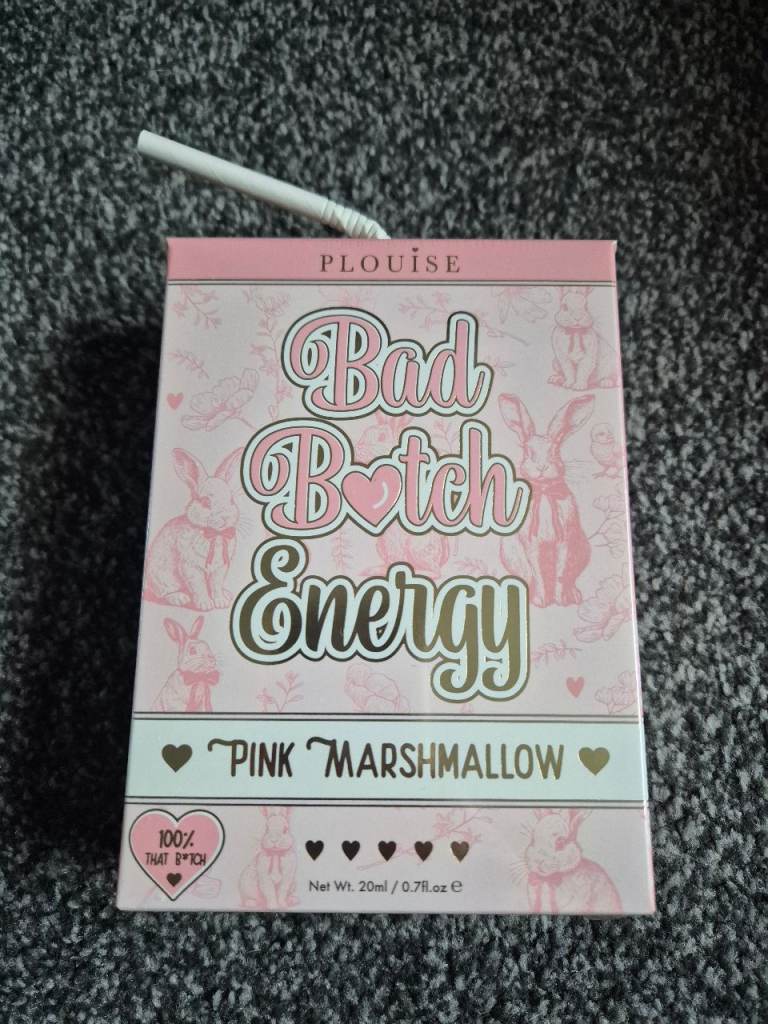 PLOUISE
Bad
B♥tch
Energy
♥ PINK MARSHMALLOW ♥
100%
THAT B*TCH
♥
♥ ♥ ♥ ♥ ♥
Net Wt. 20ml / 0.7fl.oz ℮